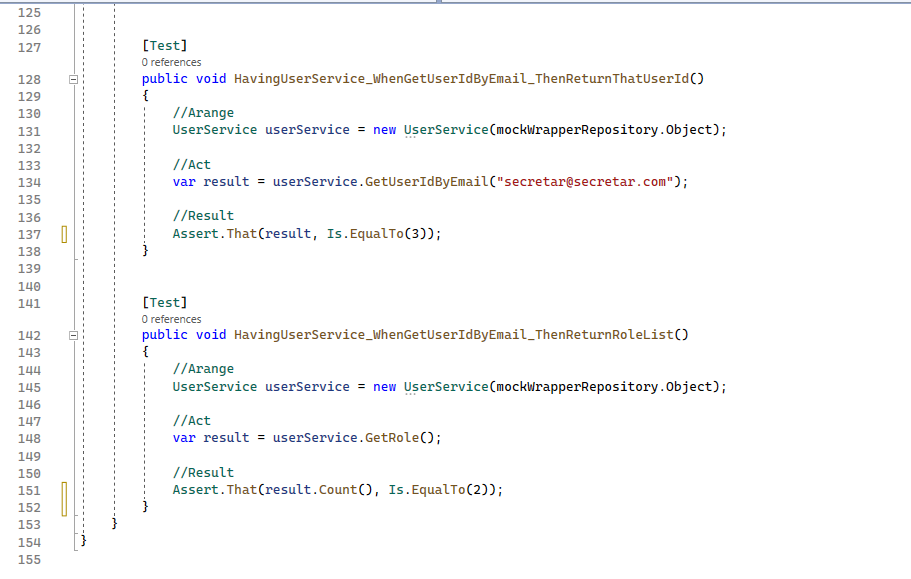 125
126
127 [Test]
0 references
128 public void HavingUserService_WhenGetUserIdByEmail_ThenReturnThatUserId()
129 {
130 //Arange
131 UserService userService = new UserService(mockWrapperRepository.Object);
132
133 //Act
134 var result = userService.GetUserIdByEmail("secretar@secretar.com");
135
136 //Result
137 Assert.That(result, Is.EqualTo(3));
138 }
139
140
141 [Test]
0 references
142 public void HavingUserService_WhenGetUserIdByEmail_ThenReturnRoleList()
143 {
144 //Arange
145 UserService userService = new UserService(mockWrapperRepository.Object);
146
147 //Act
148 var result = userService.GetRole();
149
150 //Result
151 Assert.That(result.Count(), Is.EqualTo(2));
152 }
153 }
154 }
155